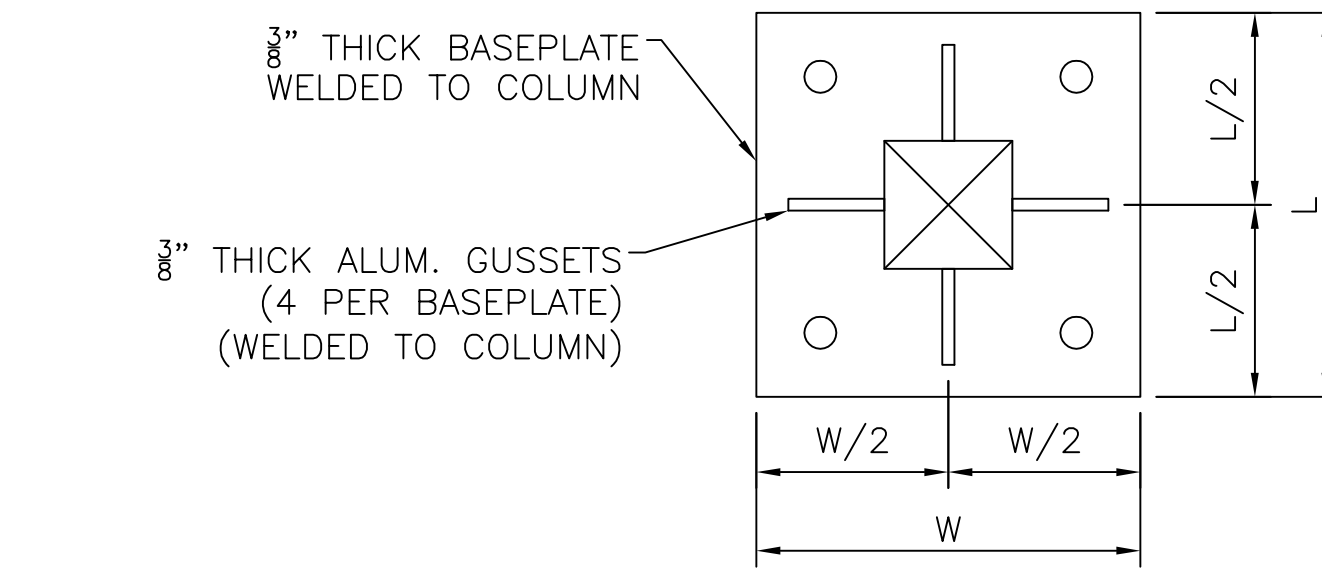 3/8” THICK BASEPLATE
WELDED TO COLUMN
3/8” THICK ALUM. GUSSETS
(4 PER BASEPLATE)
(WELDED TO COLUMN)
L/2
L
L/2
W/2 W/2
W